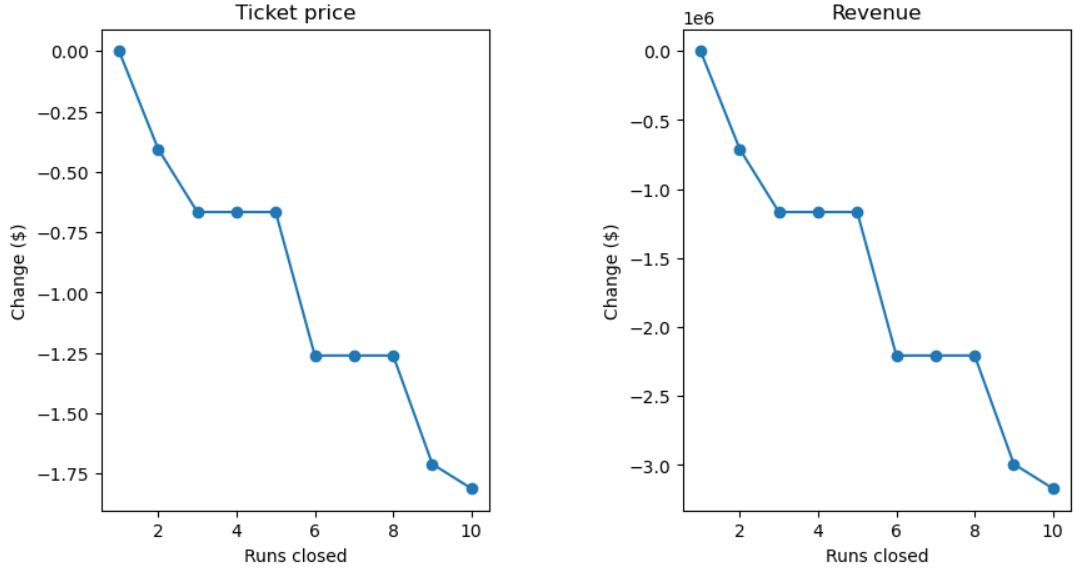 Ticket price
0.00
−0.25
−0.50
−0.75
−1.00
−1.25
−1.50
−1.75
Change ($)
2 4 6 8 10
Runs closed
Revenue
1e6
0.0
−0.5
−1.0
−1.5
−2.0
−2.5
−3.0
Change ($)
2 4 6 8 10
Runs closed